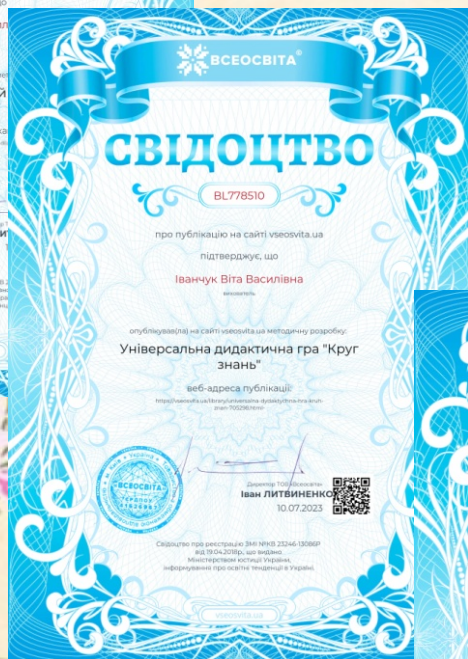 ВСЕОСВІТА
СВІДОЦТВО
BL778510
про публікацію на сайті vseosvita.ua
підтверджує, що
Іванчук Віта Василівна
вихователь
опублікував(ла) на сайті vseosvita.ua методичну розробку:
Універсальна дидактична гра "Круг
знань"
веб-адреса публікації:
Директор ТОВ «Всеосвіта»
Іван ЛИТВИНЕНКО
10.07.2023
ВСЕОСВІТА
Свідоцтво про реєстрацію ЗМІ №КВ 23246-13086Р
від 19.04.2018р., що видано
Міністерством юстиції України,
інформування про освітні тенденції в Україні.
vseosvita.ua